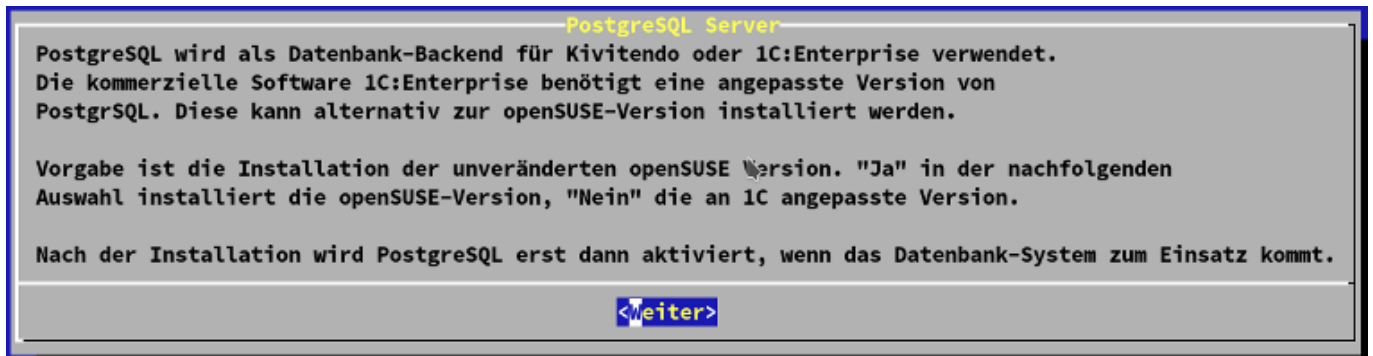 PostgreSQL Server
PostgreSQL wird als Datenbank-Backend für Kivitendo oder 1C:Enterprise verwendet.
Die kommerzielle Software 1C:Enterprise benötigt eine angepasste Version von
PostgrSQL. Diese kann alternativ zur openSUSE-Version installiert werden.
Vorgabe ist die Installation der unveränderten openSUSE Version. "Ja" in der nachfolgenden
Auswahl installiert die openSUSE-Version, "Nein" die an 1C angepasste Version.
Nach der Installation wird PostgreSQL erst dann aktiviert, wenn das Datenbank-System zum Einsatz kommt.
<Weiter>